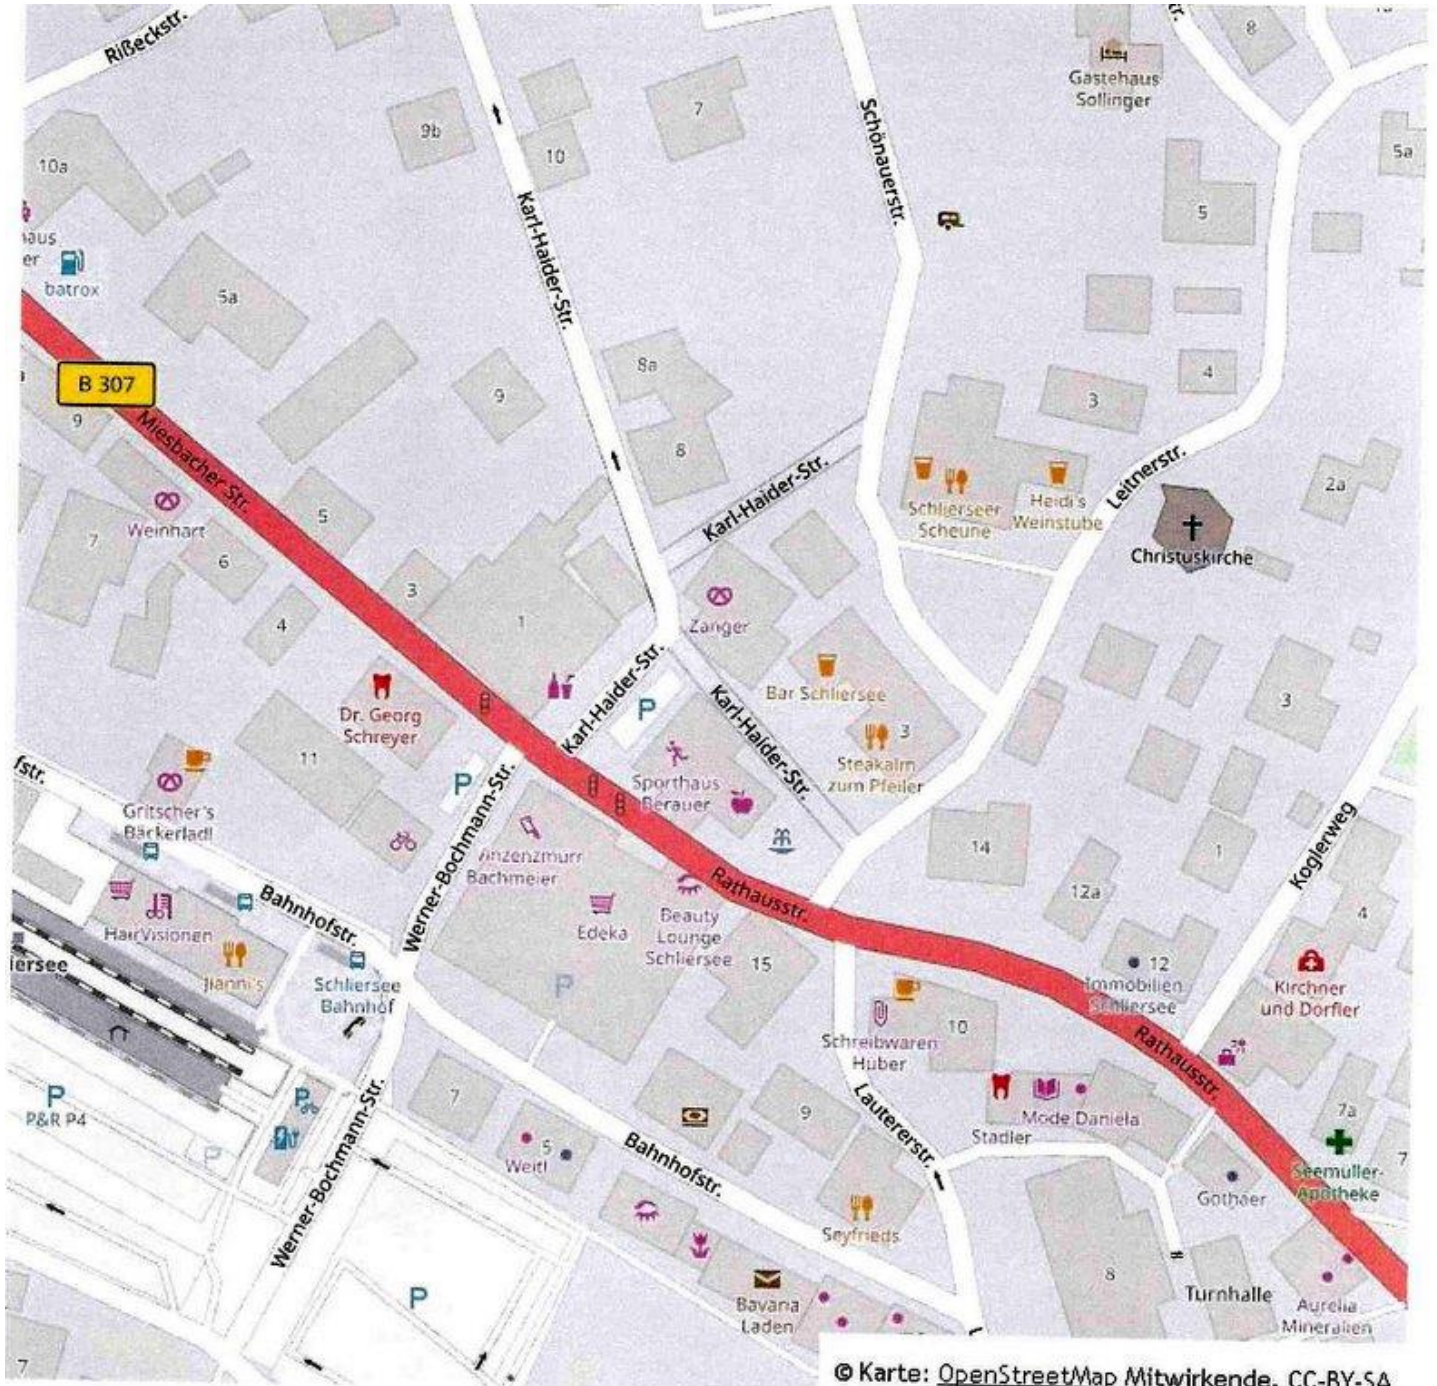 Rißeckstr.
8
Gästehaus
Sollinger
9b
10
7
Schönauerstr.
5a
10a
5
Karl-Haider-Str.
batrox
5a
B 307
8a
4
3
9
9
8
Miesbacher Str.
Karl-Haider-Str.
Leitnerstr.
2a
Schlierseer
Scheune
Heidi's
Weinstube
Weinhart
5
7
6
Christuskirche
3
4
1
Zanger
Karl-Haider-Str.
P
Bar Schliersee
Karl-Haider-Str.
3
3
Dr. Georg
Schreyer
11
Steakalm
zum Pfeiler
fstr.
P
Sporthaus
Berauer
Gritscher's
Bäckerladl
Werner-Bochmann-Str.
Vinzenzmurr
Bachmeier
14
1
Koglerweg
12a
Rathausstr.
Bahnhofstr.
Edeka
Beauty
Lounge
Schliersee
4
HairVisionen
15
12
Immobilien
Schliersee
liersee
Jianni's
Schliersee
Bahnhof
P
Kirchner
und Dörfler
10
Schreibwaren
Huber
Rathausstr.
P
P&R P4
P
7
9
Lautererstr.
Mode Daniela
Stadler
7a
P
5
Weitl
Bahnhofstr.
7
Seemüller-
Apotheke
Gothaer
Werner-Bochmann-Str.
Seyfrieds
P
8
Turnhalle
Bavaria
Laden
Aurelia
Mineralien
7
© Karte: OpenStreetMap Mitwirkende, CC-BY-SA